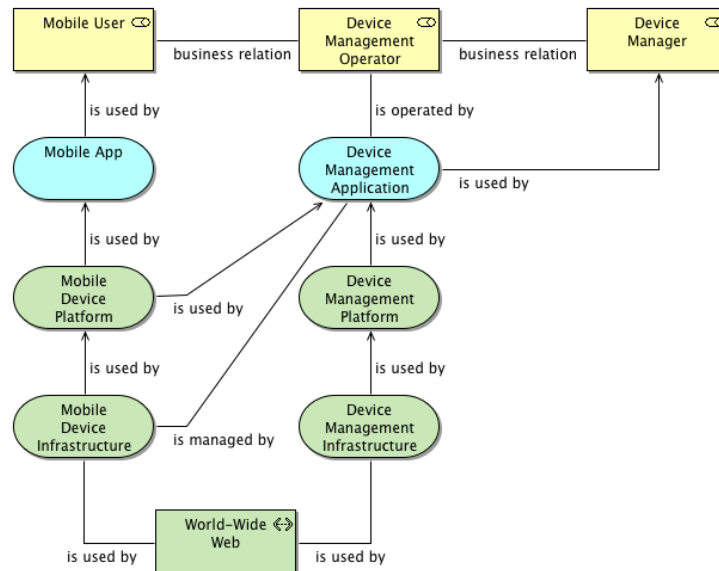 Mobile User
Device
Management
Operator
Device
Manager
business relation
business relation
is used by
is operated by
Mobile App
Device
Management
Application
is used by
is used by
is used by
Mobile
Device
Platform
Device
Management
Platform
is used by
is used by
is used by
Mobile
Device
Infrastructure
Device
Management
Infrastructure
is managed by
World-Wide
Web
is used by
is used by